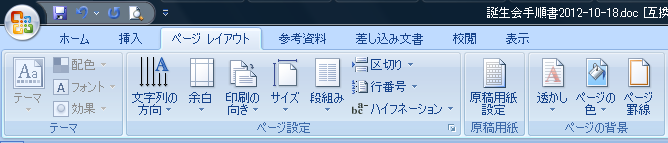 誕生会手順書2012-10-18.doc [互換
ホーム 挿入 ページ レイアウト 参考資料 差し込み文書 校閲 表示
Aa 配色 区切り
フォント 行番号
効果 bc ハイフネーション
テーマ 文字列の方向 余白 印刷の向き サイズ 段組み 原稿用紙設定 透かし ページの色 ページ罫線
テーマ ページ設定 原稿用紙 ページの背景